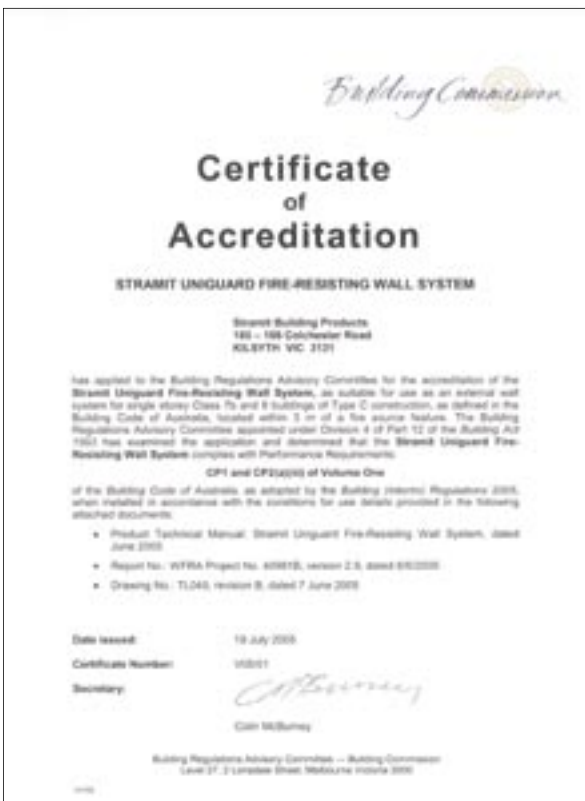 Building Commission
Certificate
of
Accreditation
STRAMIT UNIGUARD FIRE-RESISTING WALL SYSTEM
Stramit Building Products
Colchester Road
KILSYTH VIC 3131
has applied to the Building Regulations Advisory Committee for the accreditation of the
Stramit Uniguard Fire-Resisting Wall System, as suitable for use as an external wall
system for single storey Class 7b and 8 buildings of Type C construction, as defined in the
Building Code of Australia, located within 3 m of a fire source feature. The Building
Regulations Advisory Committee appointed under Division 4 of Part 12 of the Building Act
1993 has examined the application and determined that the Stramit Uniguard Fire-
Resisting Wall System complies with Performance Requirements:
CP1 and CP2(a)(iii) of Volume One
of the Building Code of Australia, as adopted by the Building (Interim) Regulations 2005,
when installed in accordance with the conditions for use details provided in the following
attached documents:
• Product Technical Manual: Stramit Uniguard Fire-Resisting Wall System, dated
June 2005
• Report No.: WFRA Project No. version dated
• Drawing No.: TL049, revision B, dated 7 June 2005
Date issued: 19 July 2005
Certificate Number:
Secretary:
Colin McBurney
Building Regulations Advisory Committee — Building Commission
Level 27, 2 Lonsdale Street, Melbourne Victoria 3000